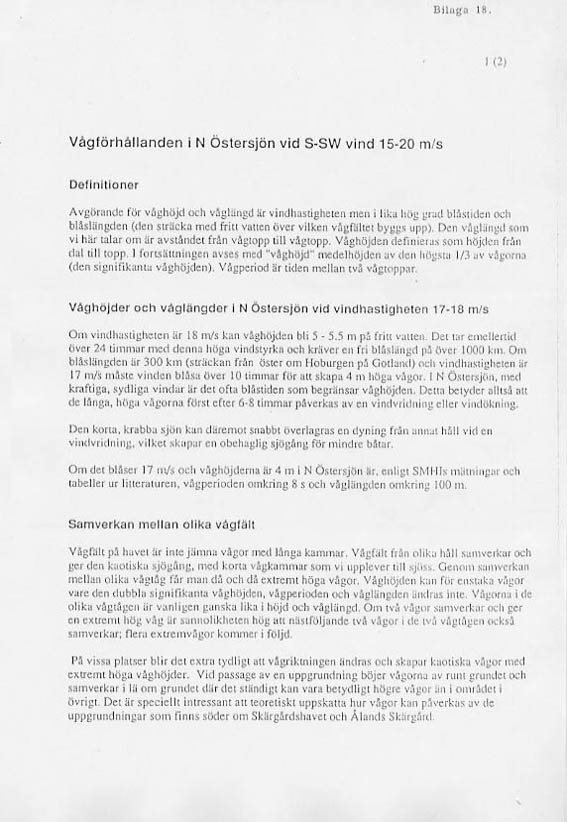 Bilaga 18.
1 (2)
Vågförhållanden i N Östersjön vid S-SW vind 15-20 m/s
Definitioner
Avgörande för våghöjd och våglängd är vindhastigheten men i lika hög grad blåstiden och
blåslängden (den sträcka med fritt vatten över vilken vågfältet byggs upp). Den våglängd som
vi här talar om är avståndet från vågtopp till vågtopp. Våghöjden definieras som höjden från
dal till topp. I fortsättningen avses med "våghöjd" medelhöjden av den högsta 1/3 av vågorna
(den signifikanta våghöjden). Vågperiod är tiden mellan två vågtoppar.
Våghöjder och våglängder i N Östersjön vid vindhastigheten 17-18 m/s
Om vindhastigheten är 18 m/s kan våghöjden bli 5 - 5.5 m på fritt vatten. Det tar emellertid
över 24 timmar med denna höga vindstyrka och kräver en fri blåslängd på över 1000 km. Om
blåslängden är 300 km (sträckan från öster om Hoburgen på Gotland) och vindhastigheten är
17 m/s måste vinden blåsa över 10 timmar för att skapa 4 m höga vågor. I N Östersjön, med
kraftiga, sydliga vindar är det ofta blåstiden som begränsar våghöjden. Detta betyder alltså att
de långa, höga vågorna först efter 6-8 timmar påverkas av en vindvridning eller vindökning.
Den korta, krabba sjön kan däremot snabbt överlagras en dyning från annat håll vid en
vindvridning, vilket skapar en obehaglig sjögång för mindre båtar.
Om det blåser 17 m/s och våghöjderna är 4 m i N Östersjön är, enligt SMHIs mätningar och
tabeller ur litteraturen, vågperioden omkring 8 s och våglängden omkring 100 m.
Samverkan mellan olika vågfält
Vågfält på havet är inte jämna vågor med långa kammar. Vågfält från olika håll samverkar och
ger den kaotiska sjögång, med korta vågkammar som vi upplever till sjöss. Genom samverkan
mellan olika vågtåg får man då och då extremt höga vågor. Våghöjden kan för enstaka vågor
vare den dubbla signifikanta våghöjden, vågperioden och våglängden ändras inte. Vågorna i de
olika vågtågen är vanligen ganska lika i höjd och våglängd. Om två vågor samverkar och ger
en extremt hög våg är sannolikheten hög att nästföljande två vågor i de två vågtågen också
samverkar; flera extremvågor kommer i följd.
På vissa platser blir det extra tydligt att vågriktningen ändras och skapar kaotiska vågor med
extremt höga våghöjder. Vid passage av en uppgrundning böjer vågorna av runt grundet och
samverkar i lä om grundet där det ständigt kan vara betydligt högre vågor än i området i
övrigt. Det är speciellt intressant att teoretiskt uppskatta hur vågor kan påverkas av de
uppgrundningar som finns söder om Skärgårdshavet och Ålands Skärgård.